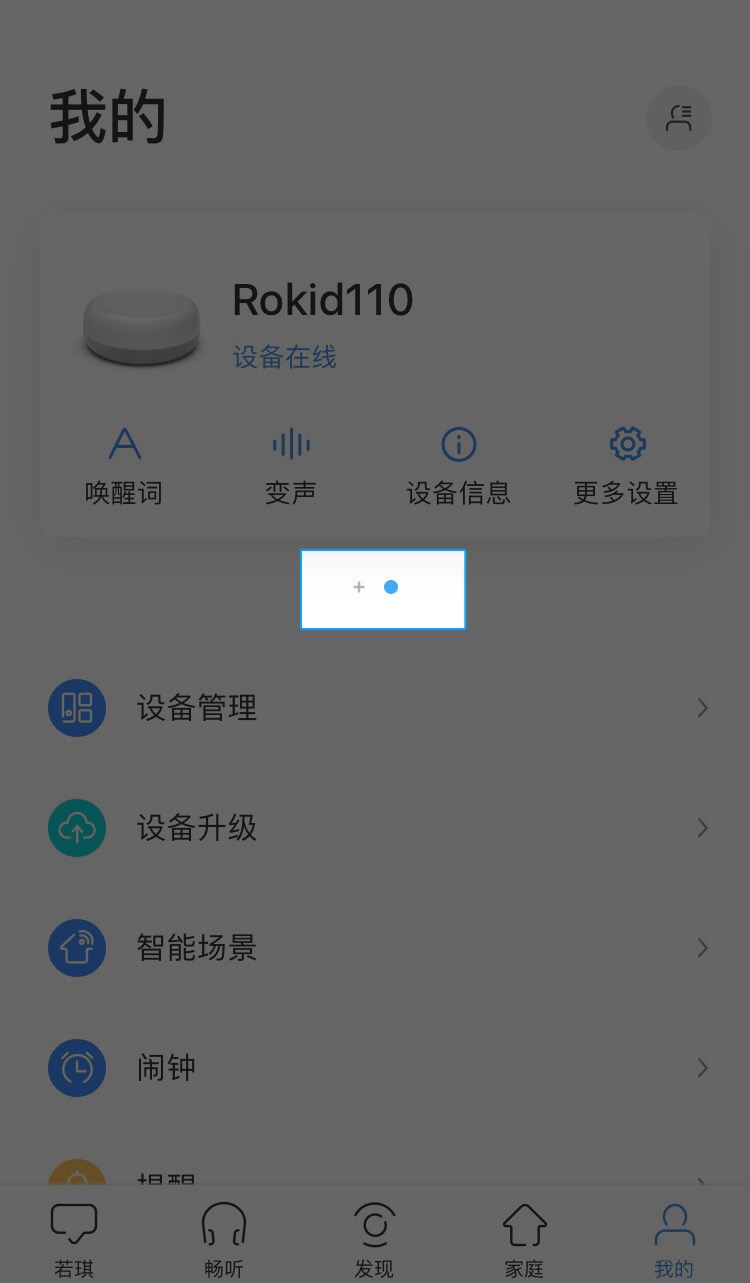 我的
Rokid110
设备在线
唤醒词 变声 设备信息 更多设置
设备管理
设备升级
智能场景
闹钟
提醒
若琪 畅听 发现 家庭 我的